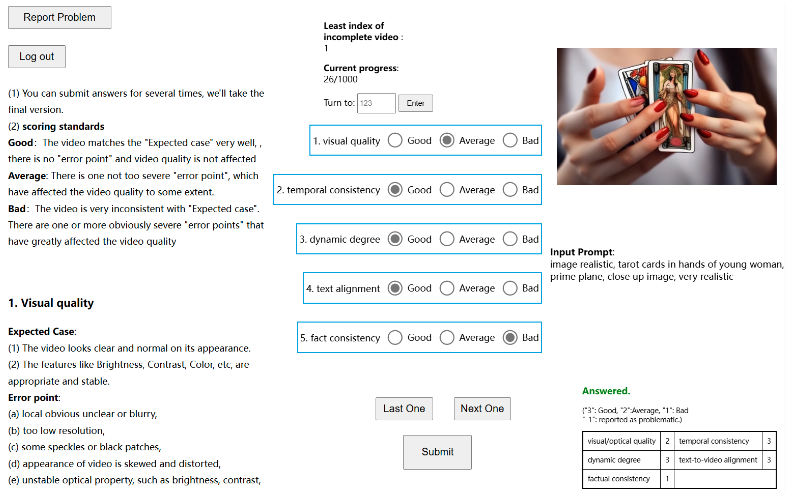 Report Problem
Log out
(1) You can submit answers for several times, we'll take the
final version.
(2) scoring standards
Good: The video matches the "Expected case" very well, ,
there is no "error point" and video quality is not affected
Average: There is one not too severe "error point", which
have affected the video quality to some extent.
Bad: The video is very inconsistent with "Expected case".
There are one or more obviously severe "error points" that
have greatly affected the video quality
1. Visual quality
Expected Case:
(1) The video looks clear and normal on its appearance.
(2) The features like Brightness, Contrast, Color, etc, are
appropriate and stable.
Error point:
(a) local obvious unclear or blurry,
(b) too low resolution,
(c) some speckles or black patches,
(d) appearance of video is skewed and distorted,
(e) unstable optical property, such as brightness, contrast,
Least index of
incomplete video :
1
Current progress:
26/1000
Turn to: 123 Enter
1. visual quality Good Average Bad
2. temporal consistency Good Average Bad
3. dynamic degree Good Average Bad
4. text alignment Good Average Bad
5. fact consistency Good Average Bad
Last One Next One
Submit
Input Prompt:
image realistic, tarot cards in hands of young woman,
prime plane, close up image, very realistic
Answered.
("3": Good, "2":Average, "1": Bad
"-1": reported as problematic.)
visual/optical quality 2 temporal consistency 3
dynamic degree 3 text-to-video alignment 3
factual consistency 1